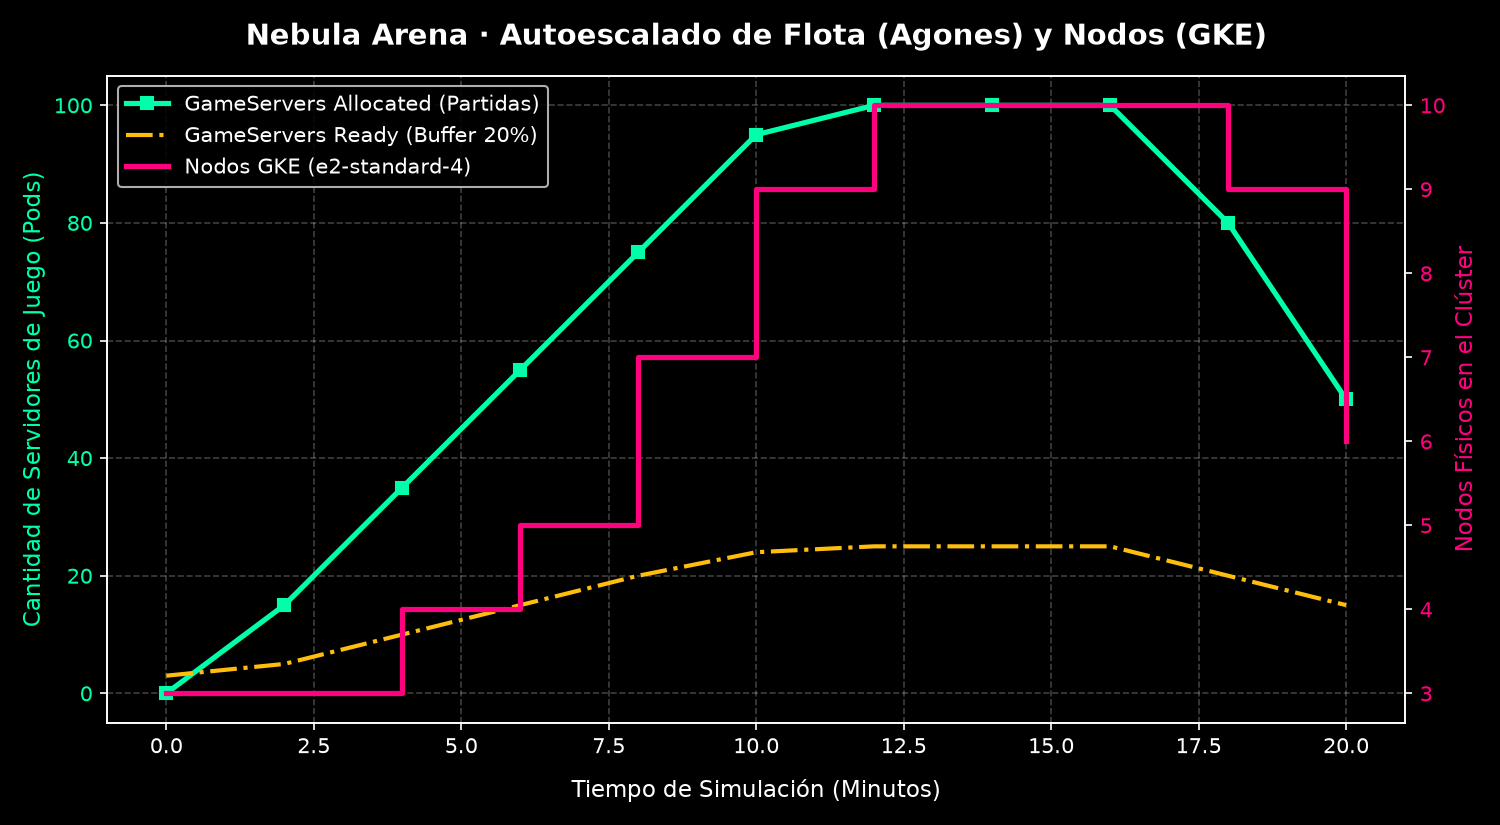 Nebula Arena · Autoescalado de Flota (Agones) y Nodos (GKE)
GameServers Allocated (Partidas)
GameServers Ready (Buffer 20%)
Nodos GKE (e2-standard-4)
Cantidad de Servidores de Juego (Pods)
100
80
60
40
20
0
10
9
8
7
6
5
4
3
Nodos Físicos en el Clúster
0.0 2.5 5.0 7.5 10.0 12.5 15.0 17.5 20.0
Tiempo de Simulación (Minutos)